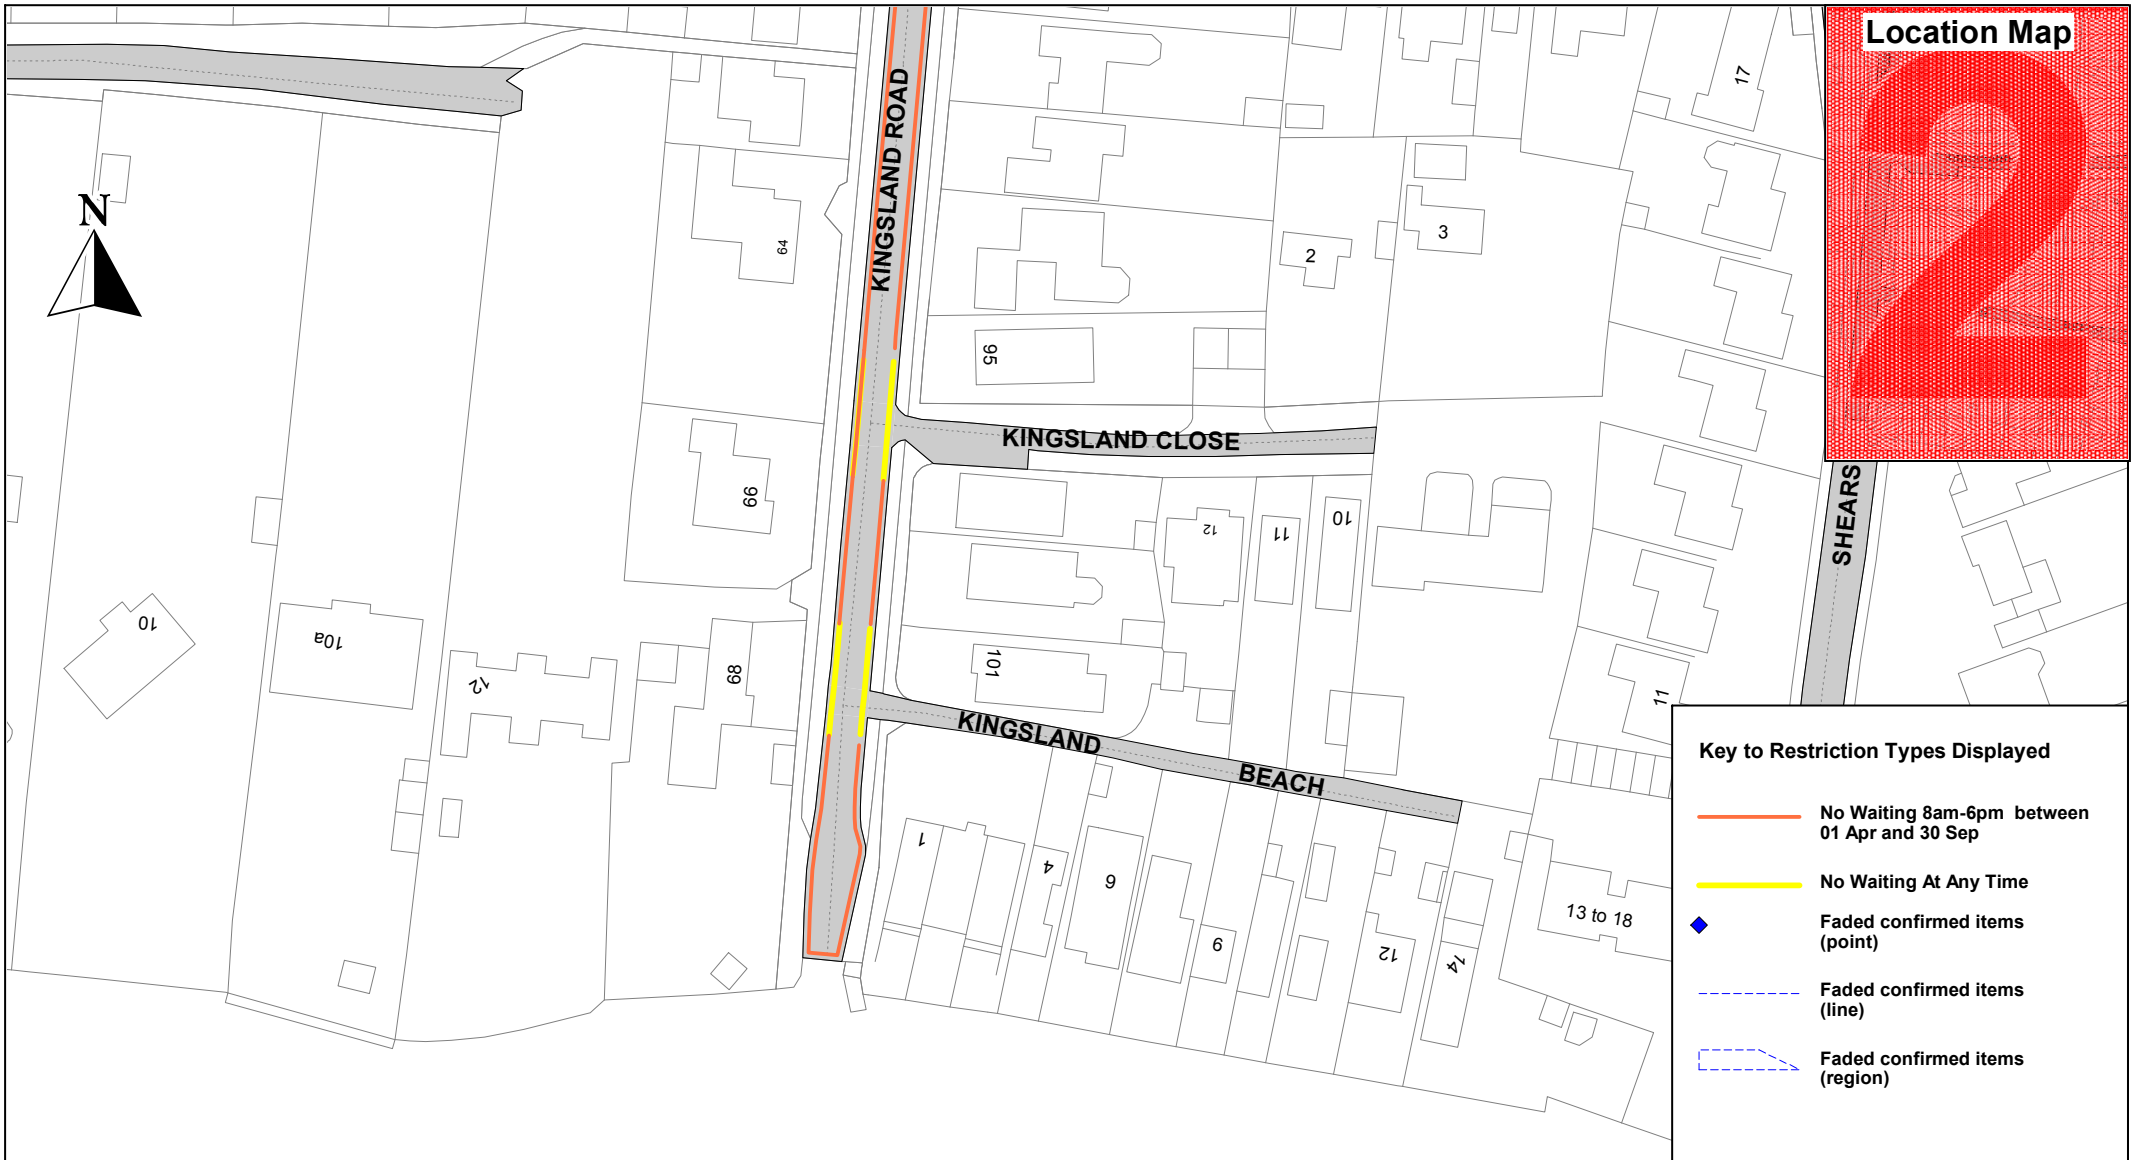 Location Map
2
N
KINGSLAND ROAD
17
64
2
3
95
KINGSLAND CLOSE
SHEARS
66
12
11
10
10
10a
12
68
101
11
KINGSLAND
BEACH
1
4
6
9
12
14
13 to 18
Key to Restriction Types Displayed
No Waiting 8am-6pm between
01 Apr and 30 Sep
No Waiting At Any Time
Faded confirmed items
(point)
Faded confirmed items
(line)
Faded confirmed items
(region)